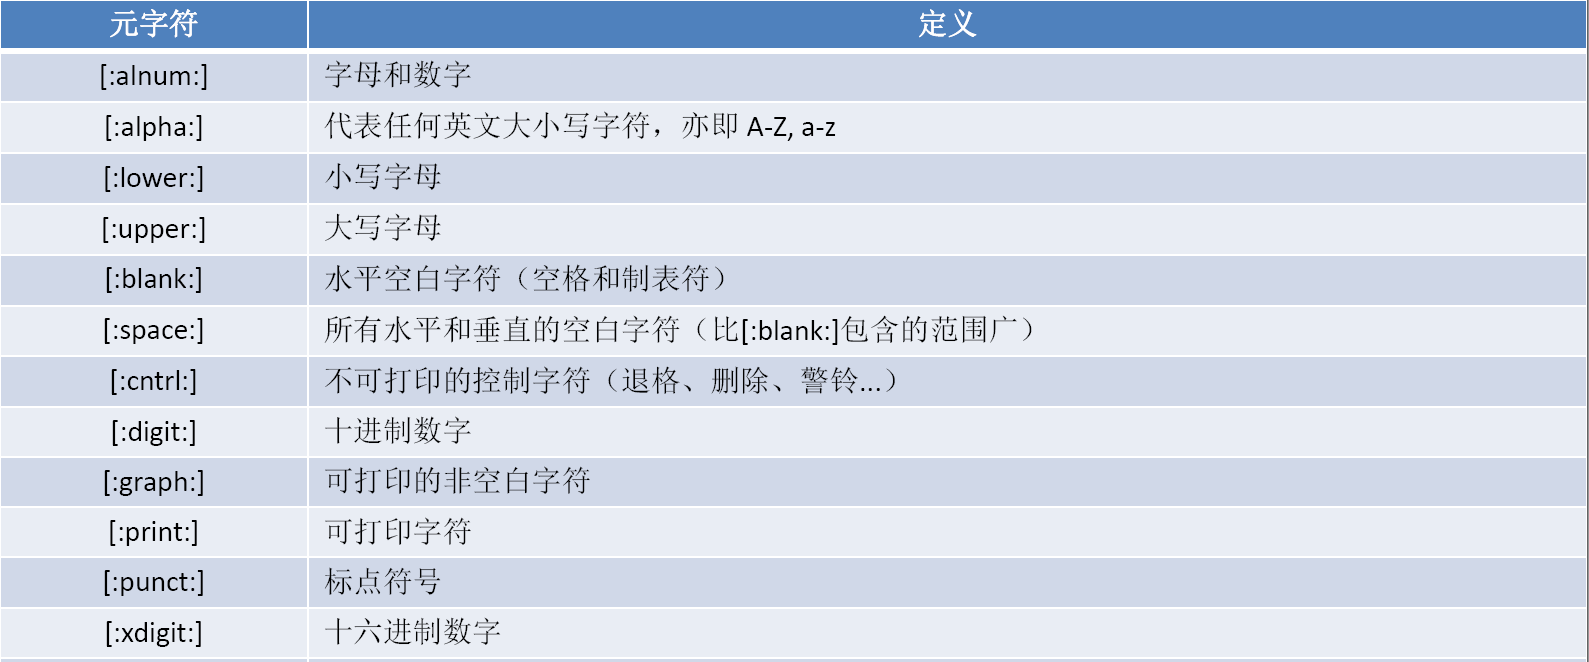 元字符 定义
[:alnum:] 字母和数字
[:alpha:] 代表任何英文大小写字符，亦即 A-Z, a-z
[:lower:] 小写字母
[:upper:] 大写字母
[:blank:] 水平空白字符（空格和制表符）
[:space:] 所有水平和垂直的空白字符（比[:blank:]包含的范围广）
[:cntrl:] 不可打印的控制字符（退格、删除、警铃...）
[:digit:] 十进制数字
[:graph:] 可打印的非空白字符
[:print:] 可打印字符
[:punct:] 标点符号
[:xdigit:] 十六进制数字